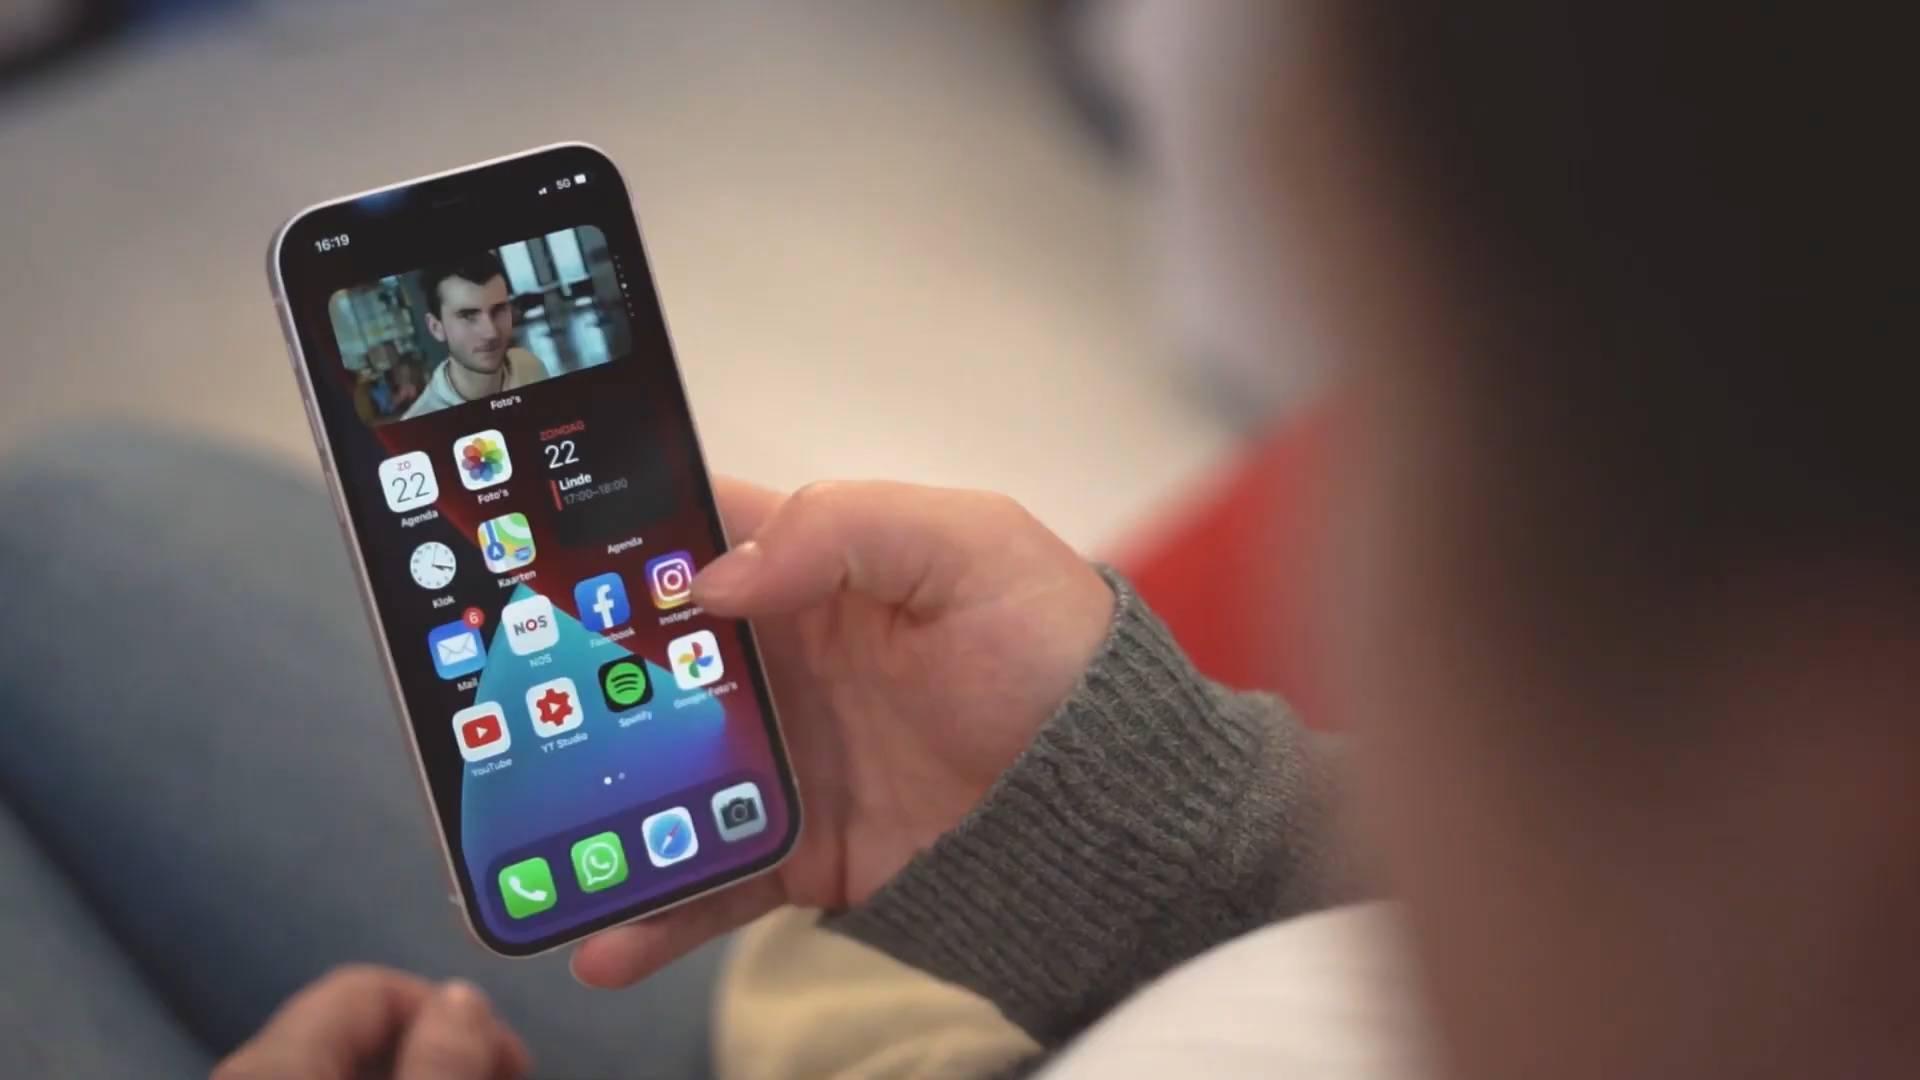 16:19
5G
Foto's
ZO
22
Agenda
Foto's
ZONDAG
22
Linde
17:00–18:00
Agenda
Klok
Kaarten
6
Mail
NOS
NOS
Facebook
Instagram
YouTube
YT Studio
Spotify
Google Foto's